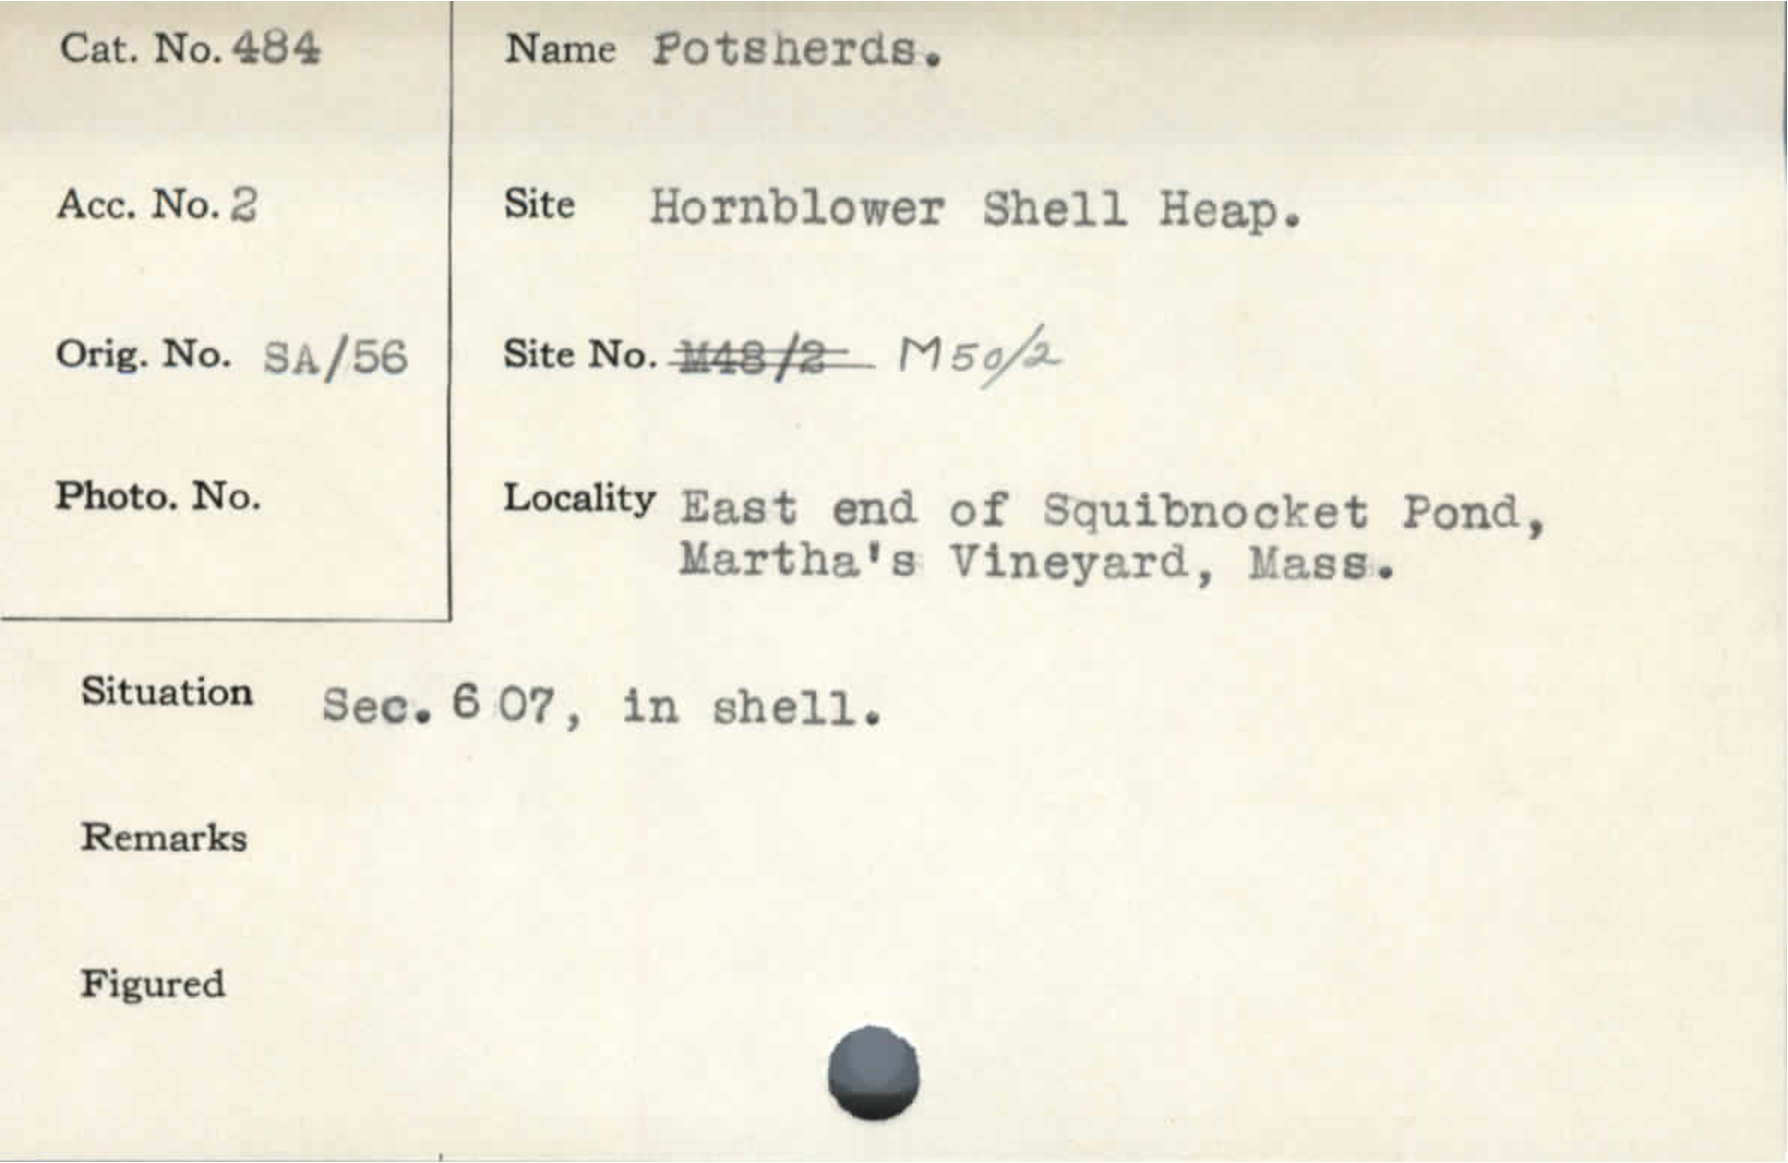 Cat. No. 484
Name Potsherds.
Acc. No. 2
Site Hornblower Shell Heap.
Orig. No. SA/56
Site No. M48/2 M50/2
Photo. No.
Locality East end of Squibnocket Pond,
Martha's Vineyard, Mass.
Situation Sec. 6 07, in shell.
Remarks
Figured